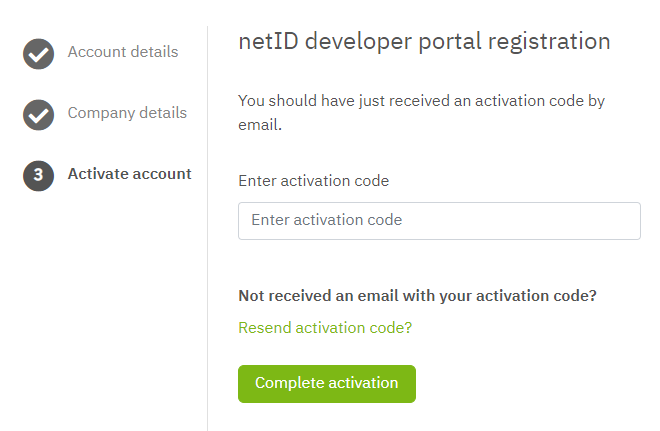 Account details
Company details
3 Activate account
netID developer portal registration
You should have just received an activation code by
email.
Enter activation code
Enter activation code
Not received an email with your activation code?
Resend activation code?
Complete activation